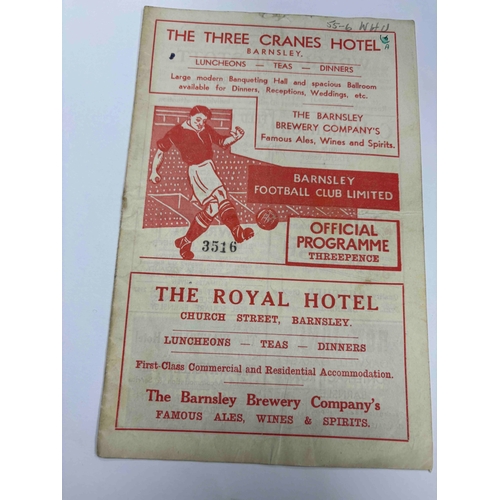 55-6 WHU
A
THE THREE CRANES HOTEL
BARNSLEY.
LUNCHEONS — TEAS — DINNERS
Large modern Banqueting Hall and spacious Ballroom
available for Dinners, Receptions, Weddings, etc.
THE BARNSLEY
BREWERY COMPANY'S
Famous Ales, Wines and Spirits.
BARNSLEY
FOOTBALL CLUB LIMITED
OFFICIAL
PROGRAMME
THREEPENCE
3516
THE ROYAL HOTEL
CHURCH STREET, BARNSLEY.
LUNCHEONS — TEAS — DINNERS
First-Class Commercial and Residential Accommodation.
The Barnsley Brewery Company's
FAMOUS ALES, WINES & SPIRITS.